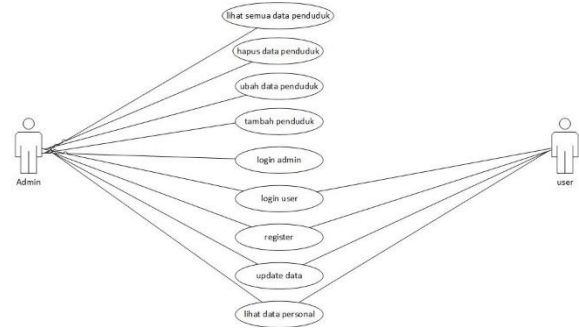 lihat semua data penduduk
hapus data penduduk
ubah data penduduk
tambah penduduk
login admin
Admin
user
login user
register
update data
lihat data personal